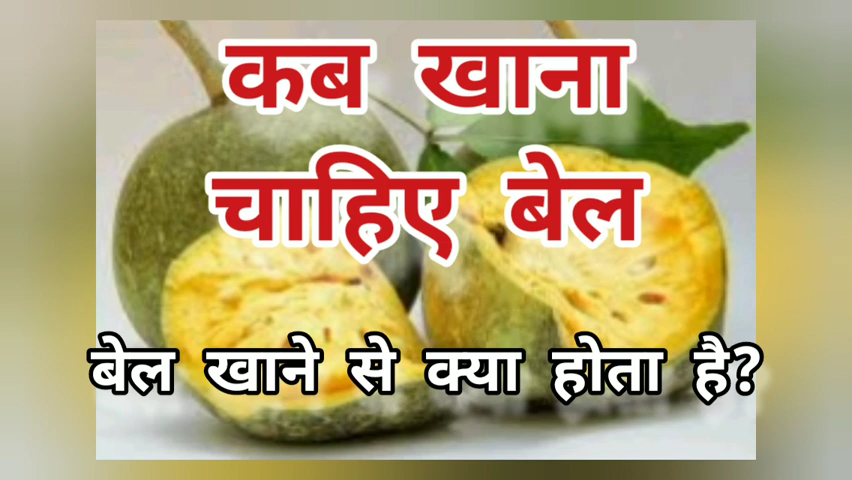 कब खाना
चाहिए बेल
बेल खाने से क्या होता है?